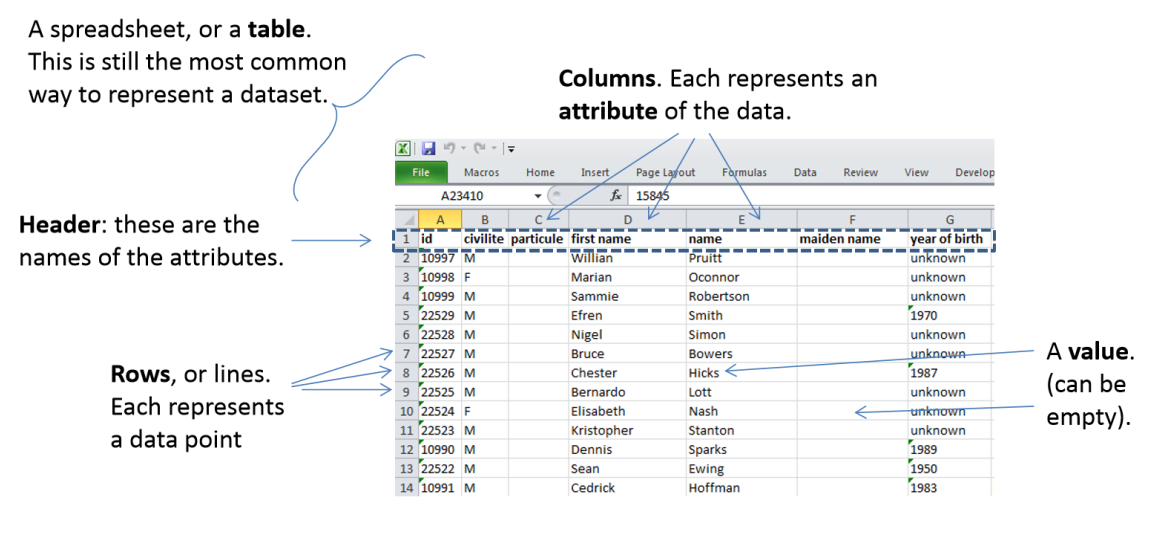 A spreadsheet, or a table.
This is still the most common
way to represent a dataset.
Columns. Each represents an
attribute of the data.
File Macros Home Insert Page Layout Formulas Data Review View Develop
A23410 fx 15845
A B C D E F G
1 id civilite particule first name name maiden name year of birth
2 10997 M Willian Pruitt unknown
3 10998 F Marian Oconnor unknown
4 10999 M Sammie Robertson unknown
5 22529 M Efren Smith 1970
6 22528 M Nigel Simon unknown
7 22527 M Bruce Bowers unknown
8 22526 M Chester Hicks 1987
9 22525 M Bernardo Lott unknown
10 22524 F Elisabeth Nash unknown
11 22523 M Kristopher Stanton unknown
12 10990 M Dennis Sparks 1989
13 22522 M Sean Ewing 1950
14 10991 M Cedrick Hoffman 1983
Header: these are the
names of the attributes.
Rows, or lines.
Each represents
a data point
A value.
(can be
empty).